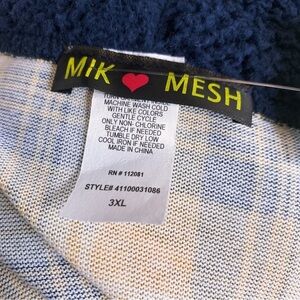 MIK ❤ MESH
MACHINE WASH COLD
WITH LIKE COLORS
GENTLE CYCLE
ONLY NON-CHLORINE
BLEACH IF NEEDED
TUMBLE DRY LOW
COOL IRON IF NEEDED
MADE IN CHINA
RN # 112081
STYLE# 41100031086
3XL